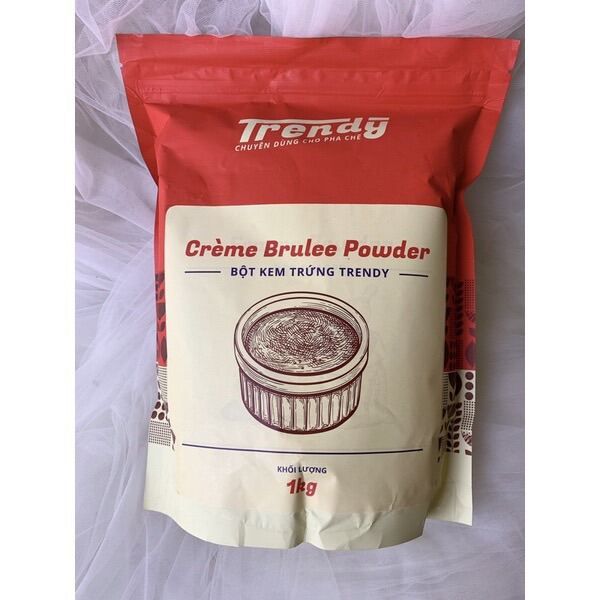 Trendy
CHUYÊN DÙNG CHO PHA CHẾ
Crème Brulee Powder
BỘT KEM TRỨNG TRENDY
KHỐI LƯỢNG
1kg